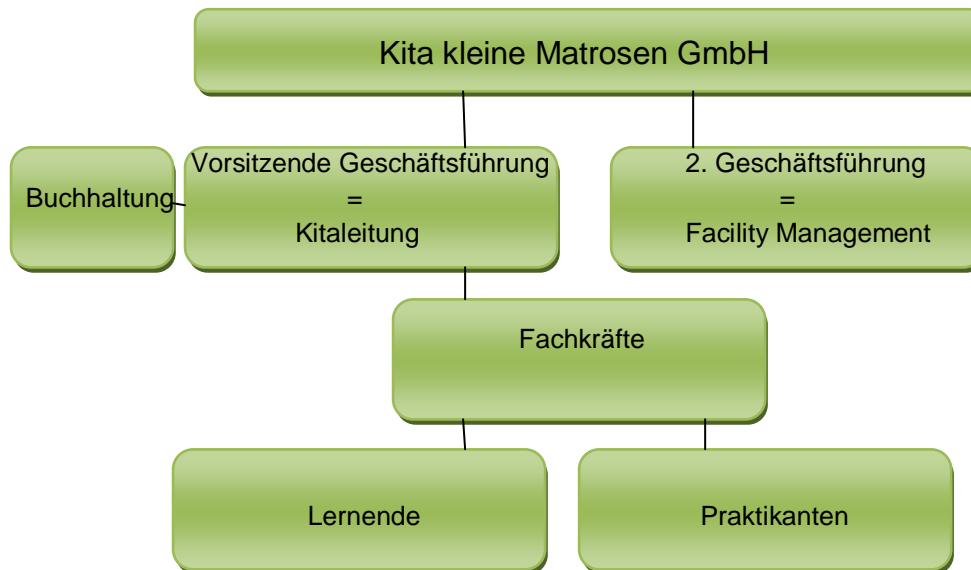 Kita kleine Matrosen GmbH
Buchhaltung
Vorsitzende Geschäftsführung
=
Kitaleitung
2. Geschäftsführung
=
Facility Management
Fachkräfte
Lernende
Praktikanten